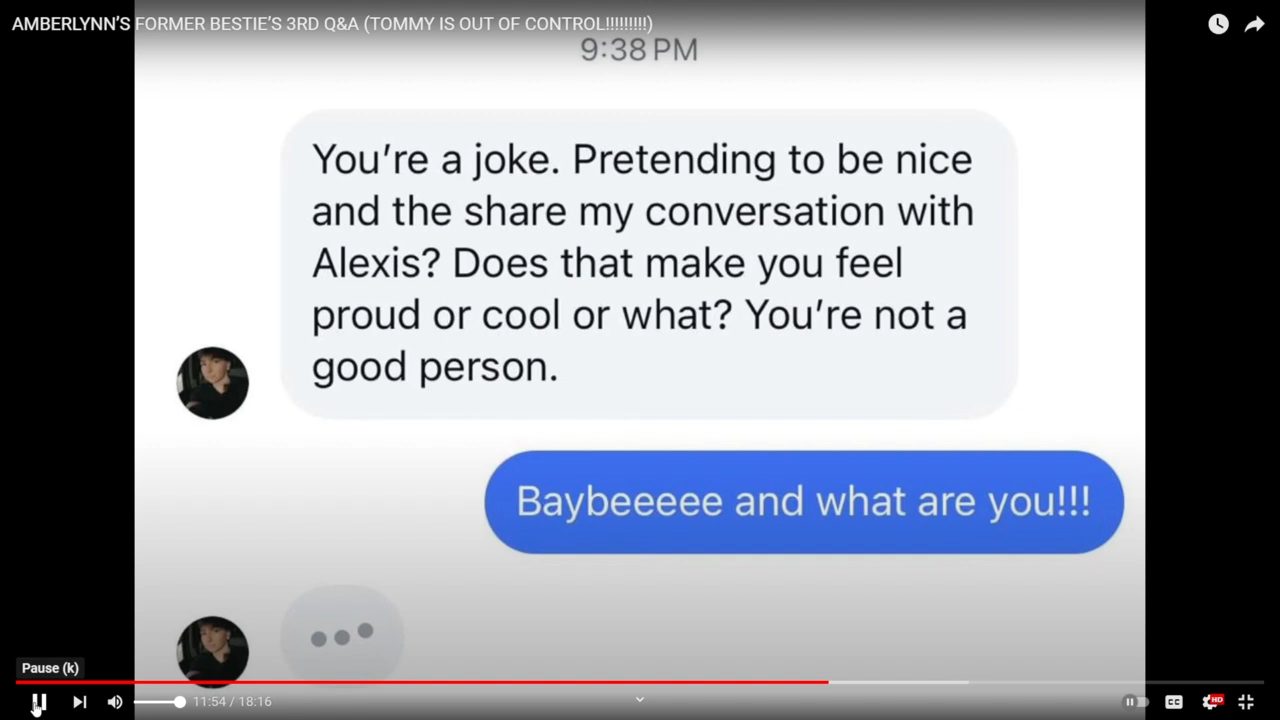 AMBERLYNN’S FORMER BESTIE’S 3RD Q&A (TOMMY IS OUT OF CONTROL!!!!!!!!!)
9:38 PM
You’re a joke. Pretending to be nice
and the share my conversation with
Alexis? Does that make you feel
proud or cool or what? You’re not a
good person.
Baybeeeee and what are you!!!
Pause (k)
11:54 / 18:16
CC
HD